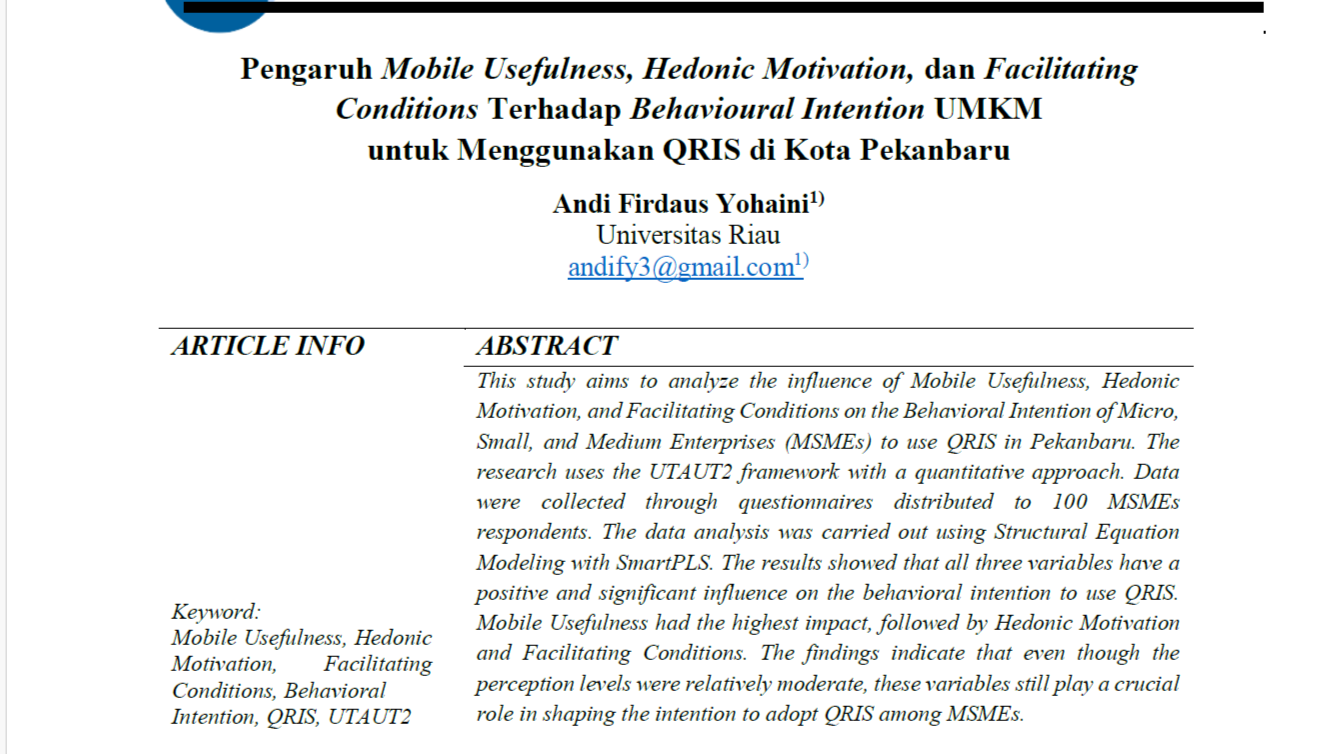 Pengaruh Mobile Usefulness, Hedonic Motivation, dan Facilitating
Conditions Terhadap Behavioural Intention UMKM
untuk Menggunakan QRIS di Kota Pekanbaru
Andi Firdaus Yohaini¹⁾
Universitas Riau
andify3@gmail.com¹⁾
ARTICLE INFO
Keyword:
Mobile Usefulness, Hedonic
Motivation, Facilitating
Conditions, Behavioral
Intention, QRIS, UTAUT2
ABSTRACT
This study aims to analyze the influence of Mobile Usefulness, Hedonic
Motivation, and Facilitating Conditions on the Behavioral Intention of Micro,
Small, and Medium Enterprises (MSMEs) to use QRIS in Pekanbaru. The
research uses the UTAUT2 framework with a quantitative approach. Data
were collected through questionnaires distributed to 100 MSMEs
respondents. The data analysis was carried out using Structural Equation
Modeling with SmartPLS. The results showed that all three variables have a
positive and significant influence on the behavioral intention to use QRIS.
Mobile Usefulness had the highest impact, followed by Hedonic Motivation
and Facilitating Conditions. The findings indicate that even though the
perception levels were relatively moderate, these variables still play a crucial
role in shaping the intention to adopt QRIS among MSMEs.